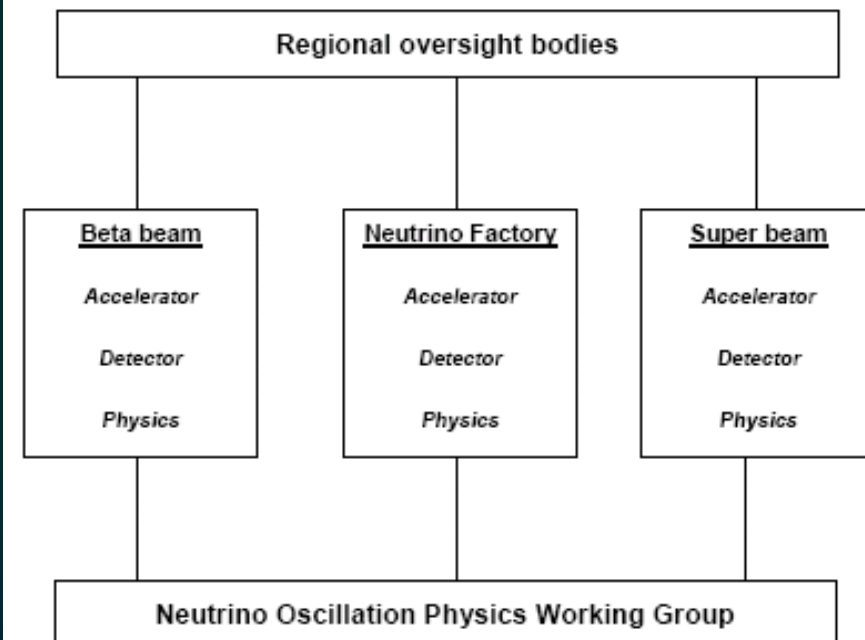 Regional oversight bodies
Beta beam
Accelerator
Detector
Physics
Neutrino Factory
Accelerator
Detector
Physics
Super beam
Accelerator
Detector
Physics
Neutrino Oscillation Physics Working Group